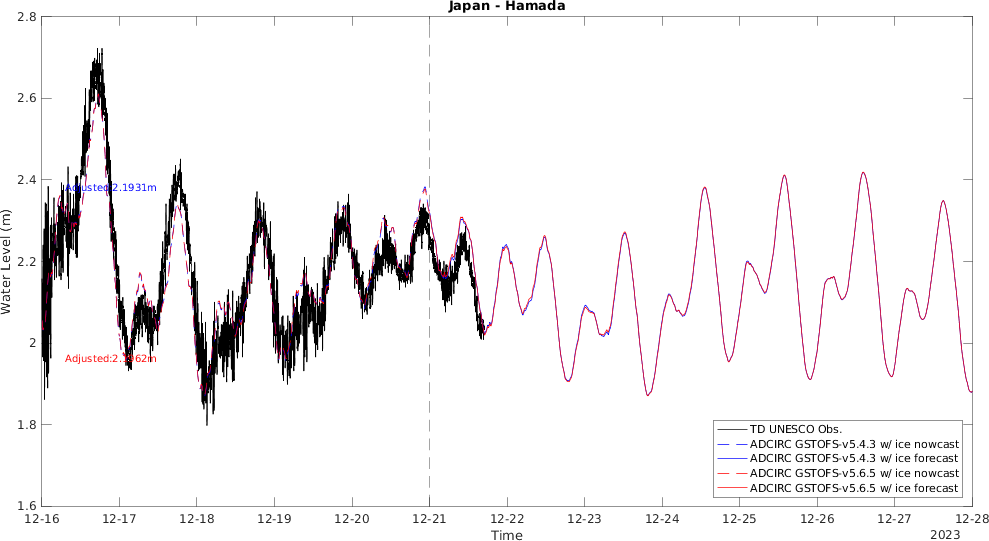 Japan - Hamada
2.8
2.6
2.4
2.2
2
1.8
1.6
Water Level (m)
Adjusted:2.1931m
Adjusted:2.1962m
TD UNESCO Obs.
ADCIRC GSTOFS-v5.4.3 w/ ice nowcast
ADCIRC GSTOFS-v5.4.3 w/ ice forecast
ADCIRC GSTOFS-v5.6.5 w/ ice nowcast
ADCIRC GSTOFS-v5.6.5 w/ ice forecast
12-16 12-17 12-18 12-19 12-20 12-21 12-22 12-23 12-24 12-25 12-26 12-27 12-28
Time
2023